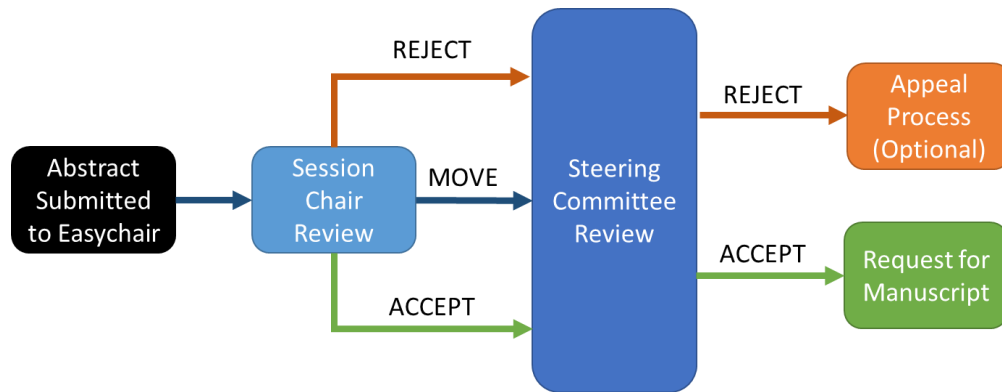 Abstract
Submitted
to Easychair
Session
Chair
Review
REJECT
MOVE
ACCEPT
Steering
Committee
Review
REJECT
ACCEPT
Appeal
Process
(Optional)
Request for
Manuscript